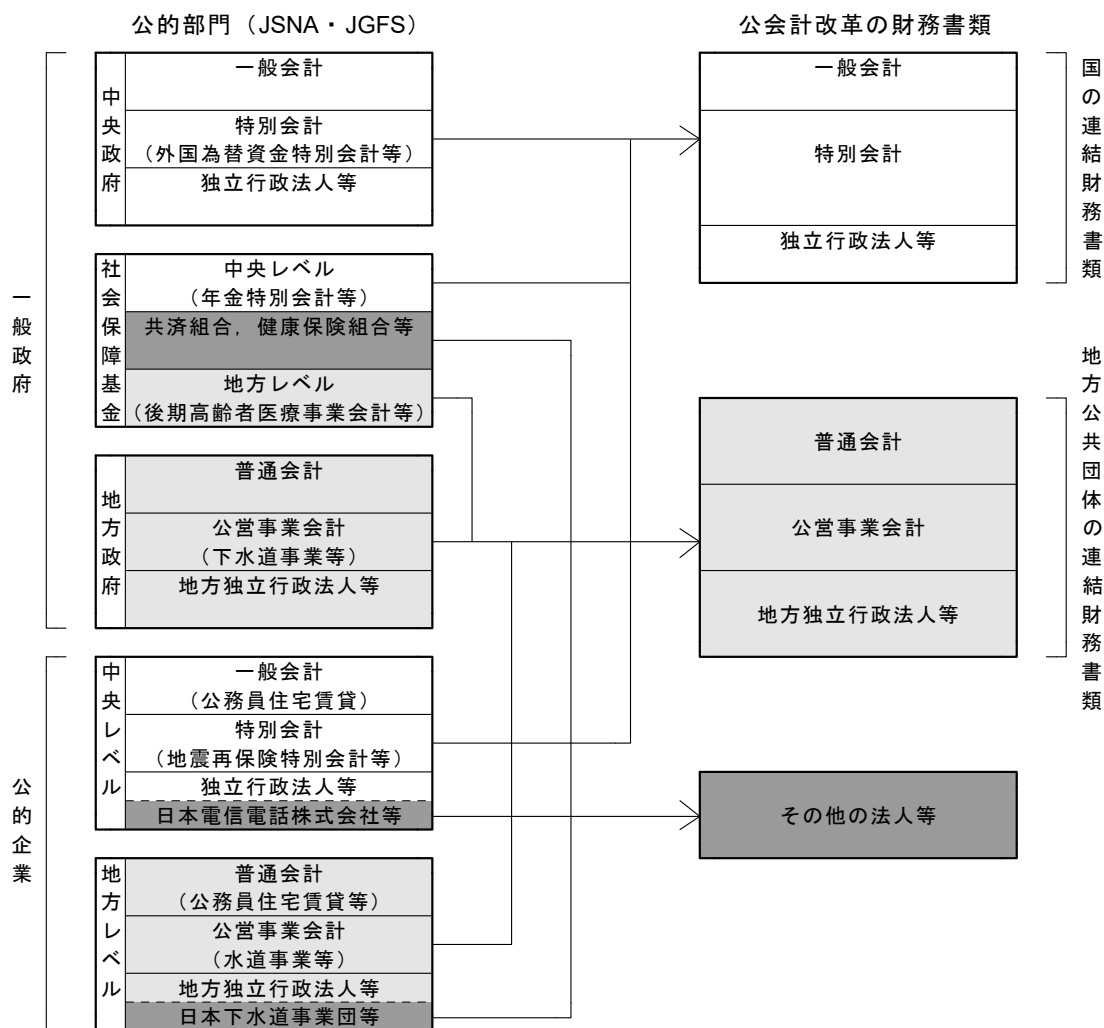 公的部門（JSNA・JGFS）
公会計改革の財務書類
一般政府
中央政府
一般会計
特別会計
（外国為替資金特別会計等）
独立行政法人等
社会保障基金
中央レベル
（年金特別会計等）
共済組合，健康保険組合等
地方レベル
（後期高齢者医療事業会計等）
地方政府
普通会計
公営事業会計
（下水道事業等）
地方独立行政法人等
公的企業
中央レベル
一般会計
（公務員住宅賃貸）
特別会計
（地震再保険特別会計等）
独立行政法人等
日本電信電話株式会社等
地方レベル
普通会計
（公務員住宅賃貸等）
公営事業会計
（水道事業等）
地方独立行政法人等
日本下水道事業団等
一般会計
特別会計
独立行政法人等
国の連結財務書類
普通会計
公営事業会計
地方独立行政法人等
地方公共団体の連結財務書類
その他の法人等